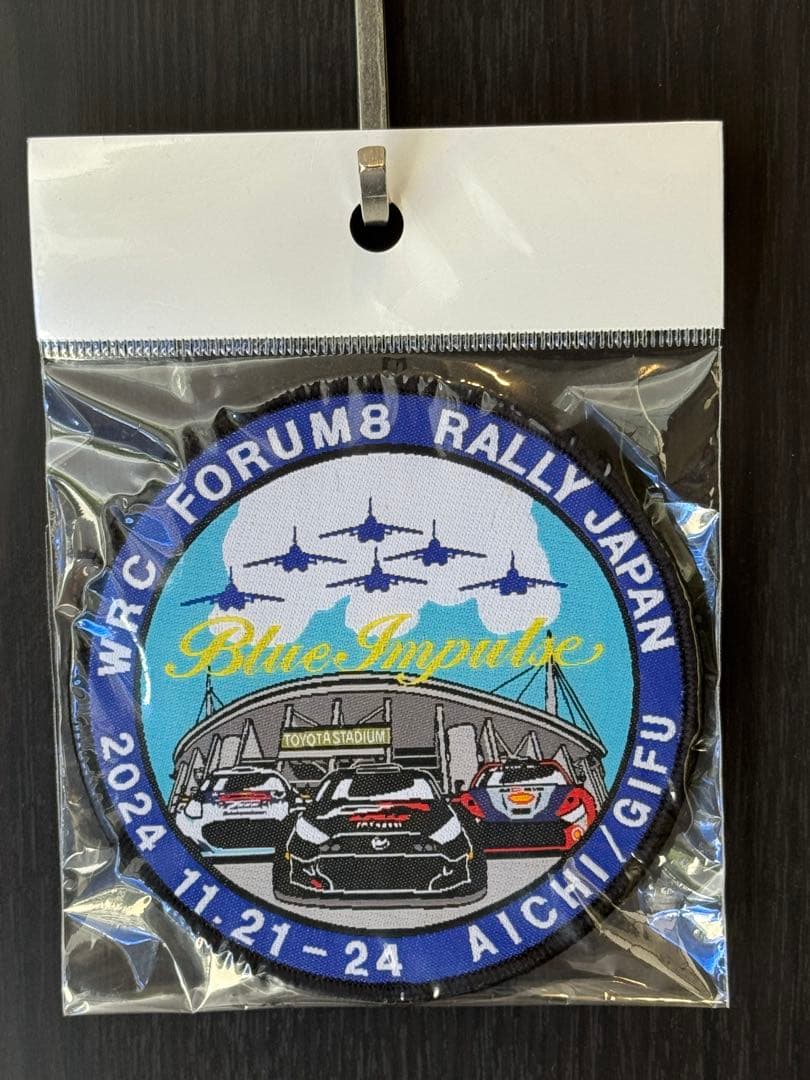 WRC FORUM8 RALLY JAPAN
Blue Impulse
TOYOTA STADIUM
2024 11.21-24 AICHI/GIFU